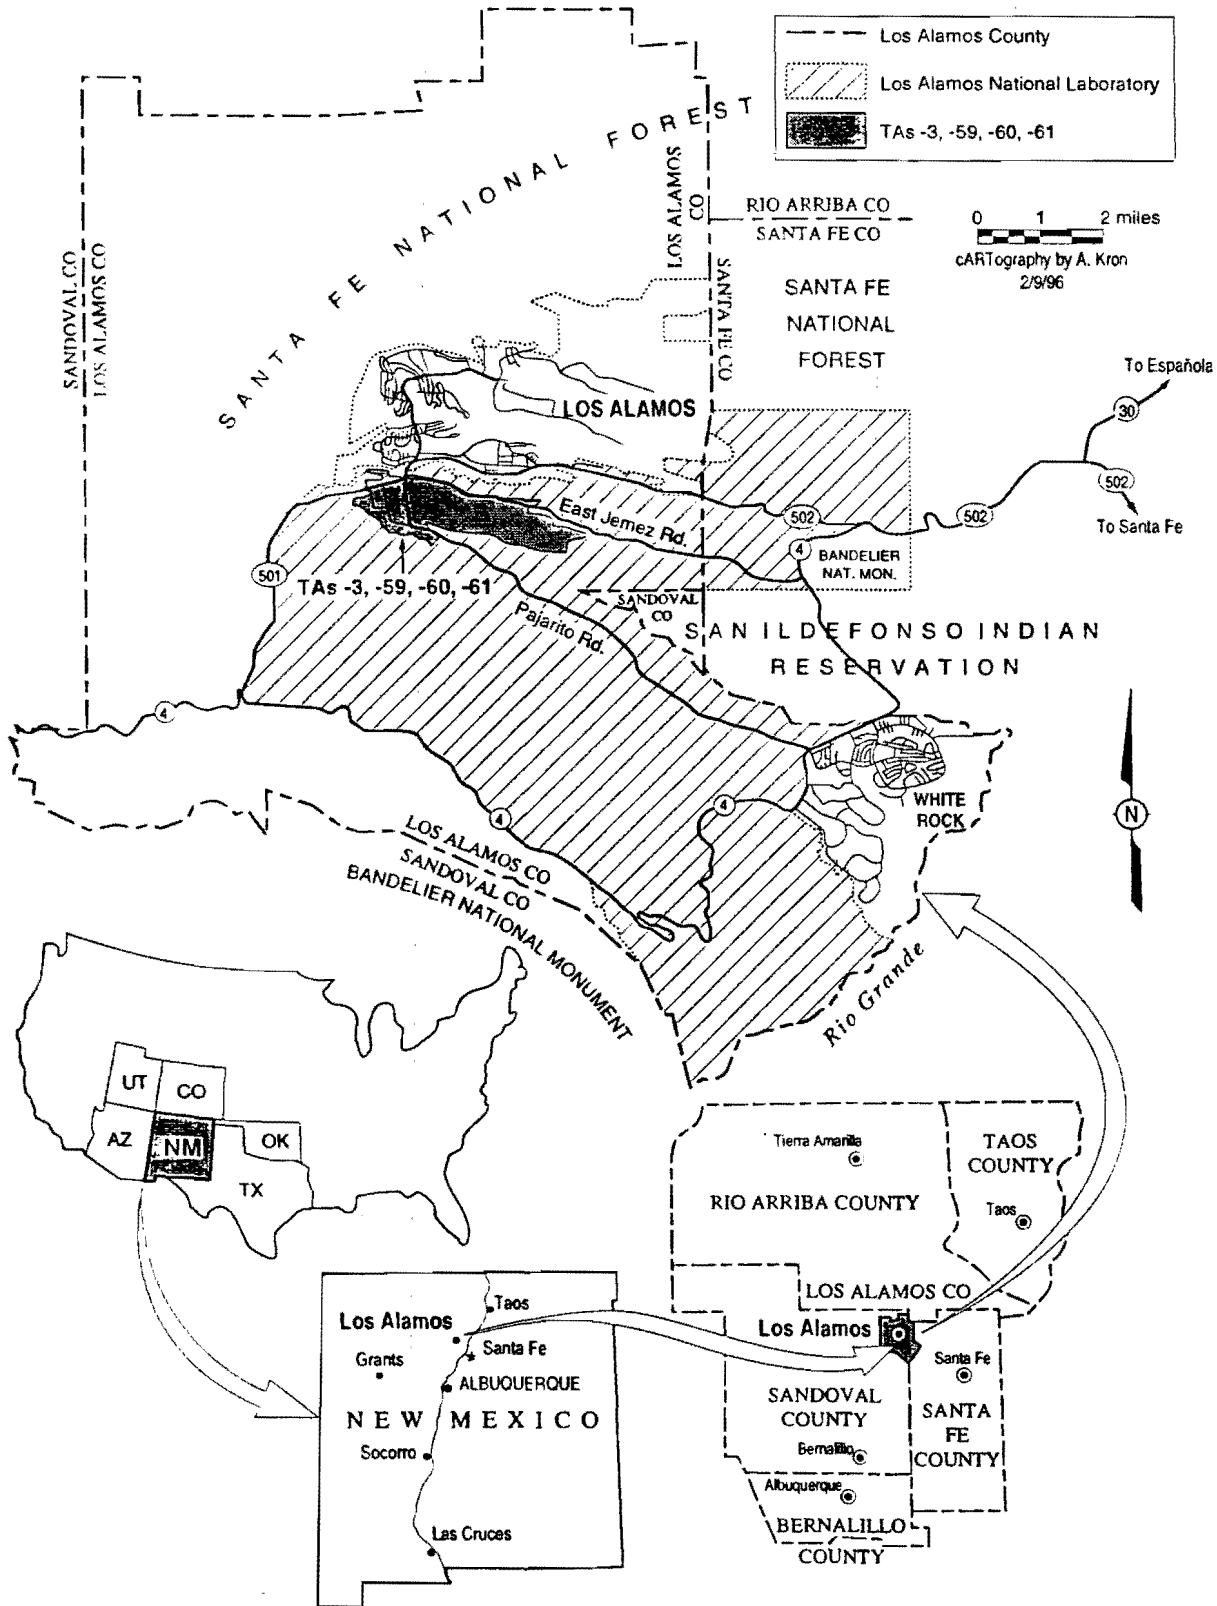 Los Alamos County
Los Alamos National Laboratory
TAs -3, -59, -60, -61
SANTA FE NATIONAL FOREST
0 1 2 miles
cARTography by A. Kron
2/9/96
SANDOVAL CO
LOS ALAMOS CO
LOS ALAMOS
CO
SANTA FE CO
RIO ARRIBA CO
SANTA FE CO
SANTA FE
NATIONAL
FOREST
To Española
30
502
To Santa Fe
502
502
4
LOS ALAMOS
East Jemez Rd.
BANDELIER
NAT. MON.
501
TAs -3, -59, -60, -61
Pajarito Rd.
SANDOVAL
CO
SAN ILDEFONSO INDIAN
RESERVATION
4
4
4
WHITE
ROCK
N
LOS ALAMOS CO
SANDOVAL CO
BANDELIER NATIONAL MONUMENT
Rio Grande
UT
CO
AZ
NM
OK
TX
Tierra Amarilla
RIO ARRIBA COUNTY
TAOS
COUNTY
Taos
LOS ALAMOS CO
Los Alamos
Santa Fe
SANDOVAL
COUNTY
SANTA
FE
COUNTY
Bernalillo
Albuquerque
BERNALILLO
COUNTY
Taos
Los Alamos
Santa Fe
Grants
ALBUQUERQUE
NEW MEXICO
Socorro
Las Cruces